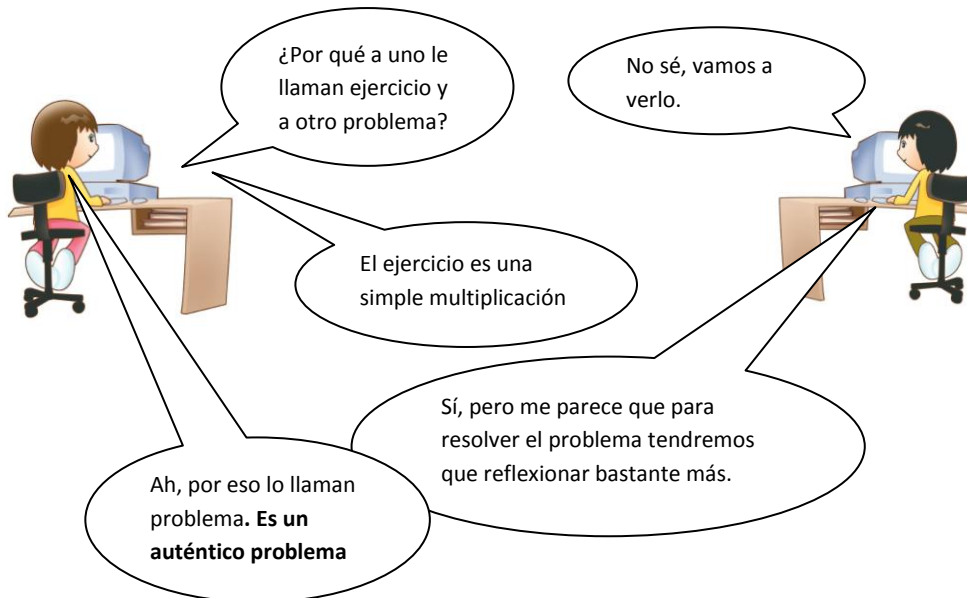 ¿Por qué a uno le
llaman ejercicio y
a otro problema?
No sé, vamos a
verlo.
El ejercicio es una
simple multiplicación
Sí, pero me parece que para
resolver el problema tendremos
que reflexionar bastante más.
Ah, por eso lo llaman
problema. Es un
auténtico problema